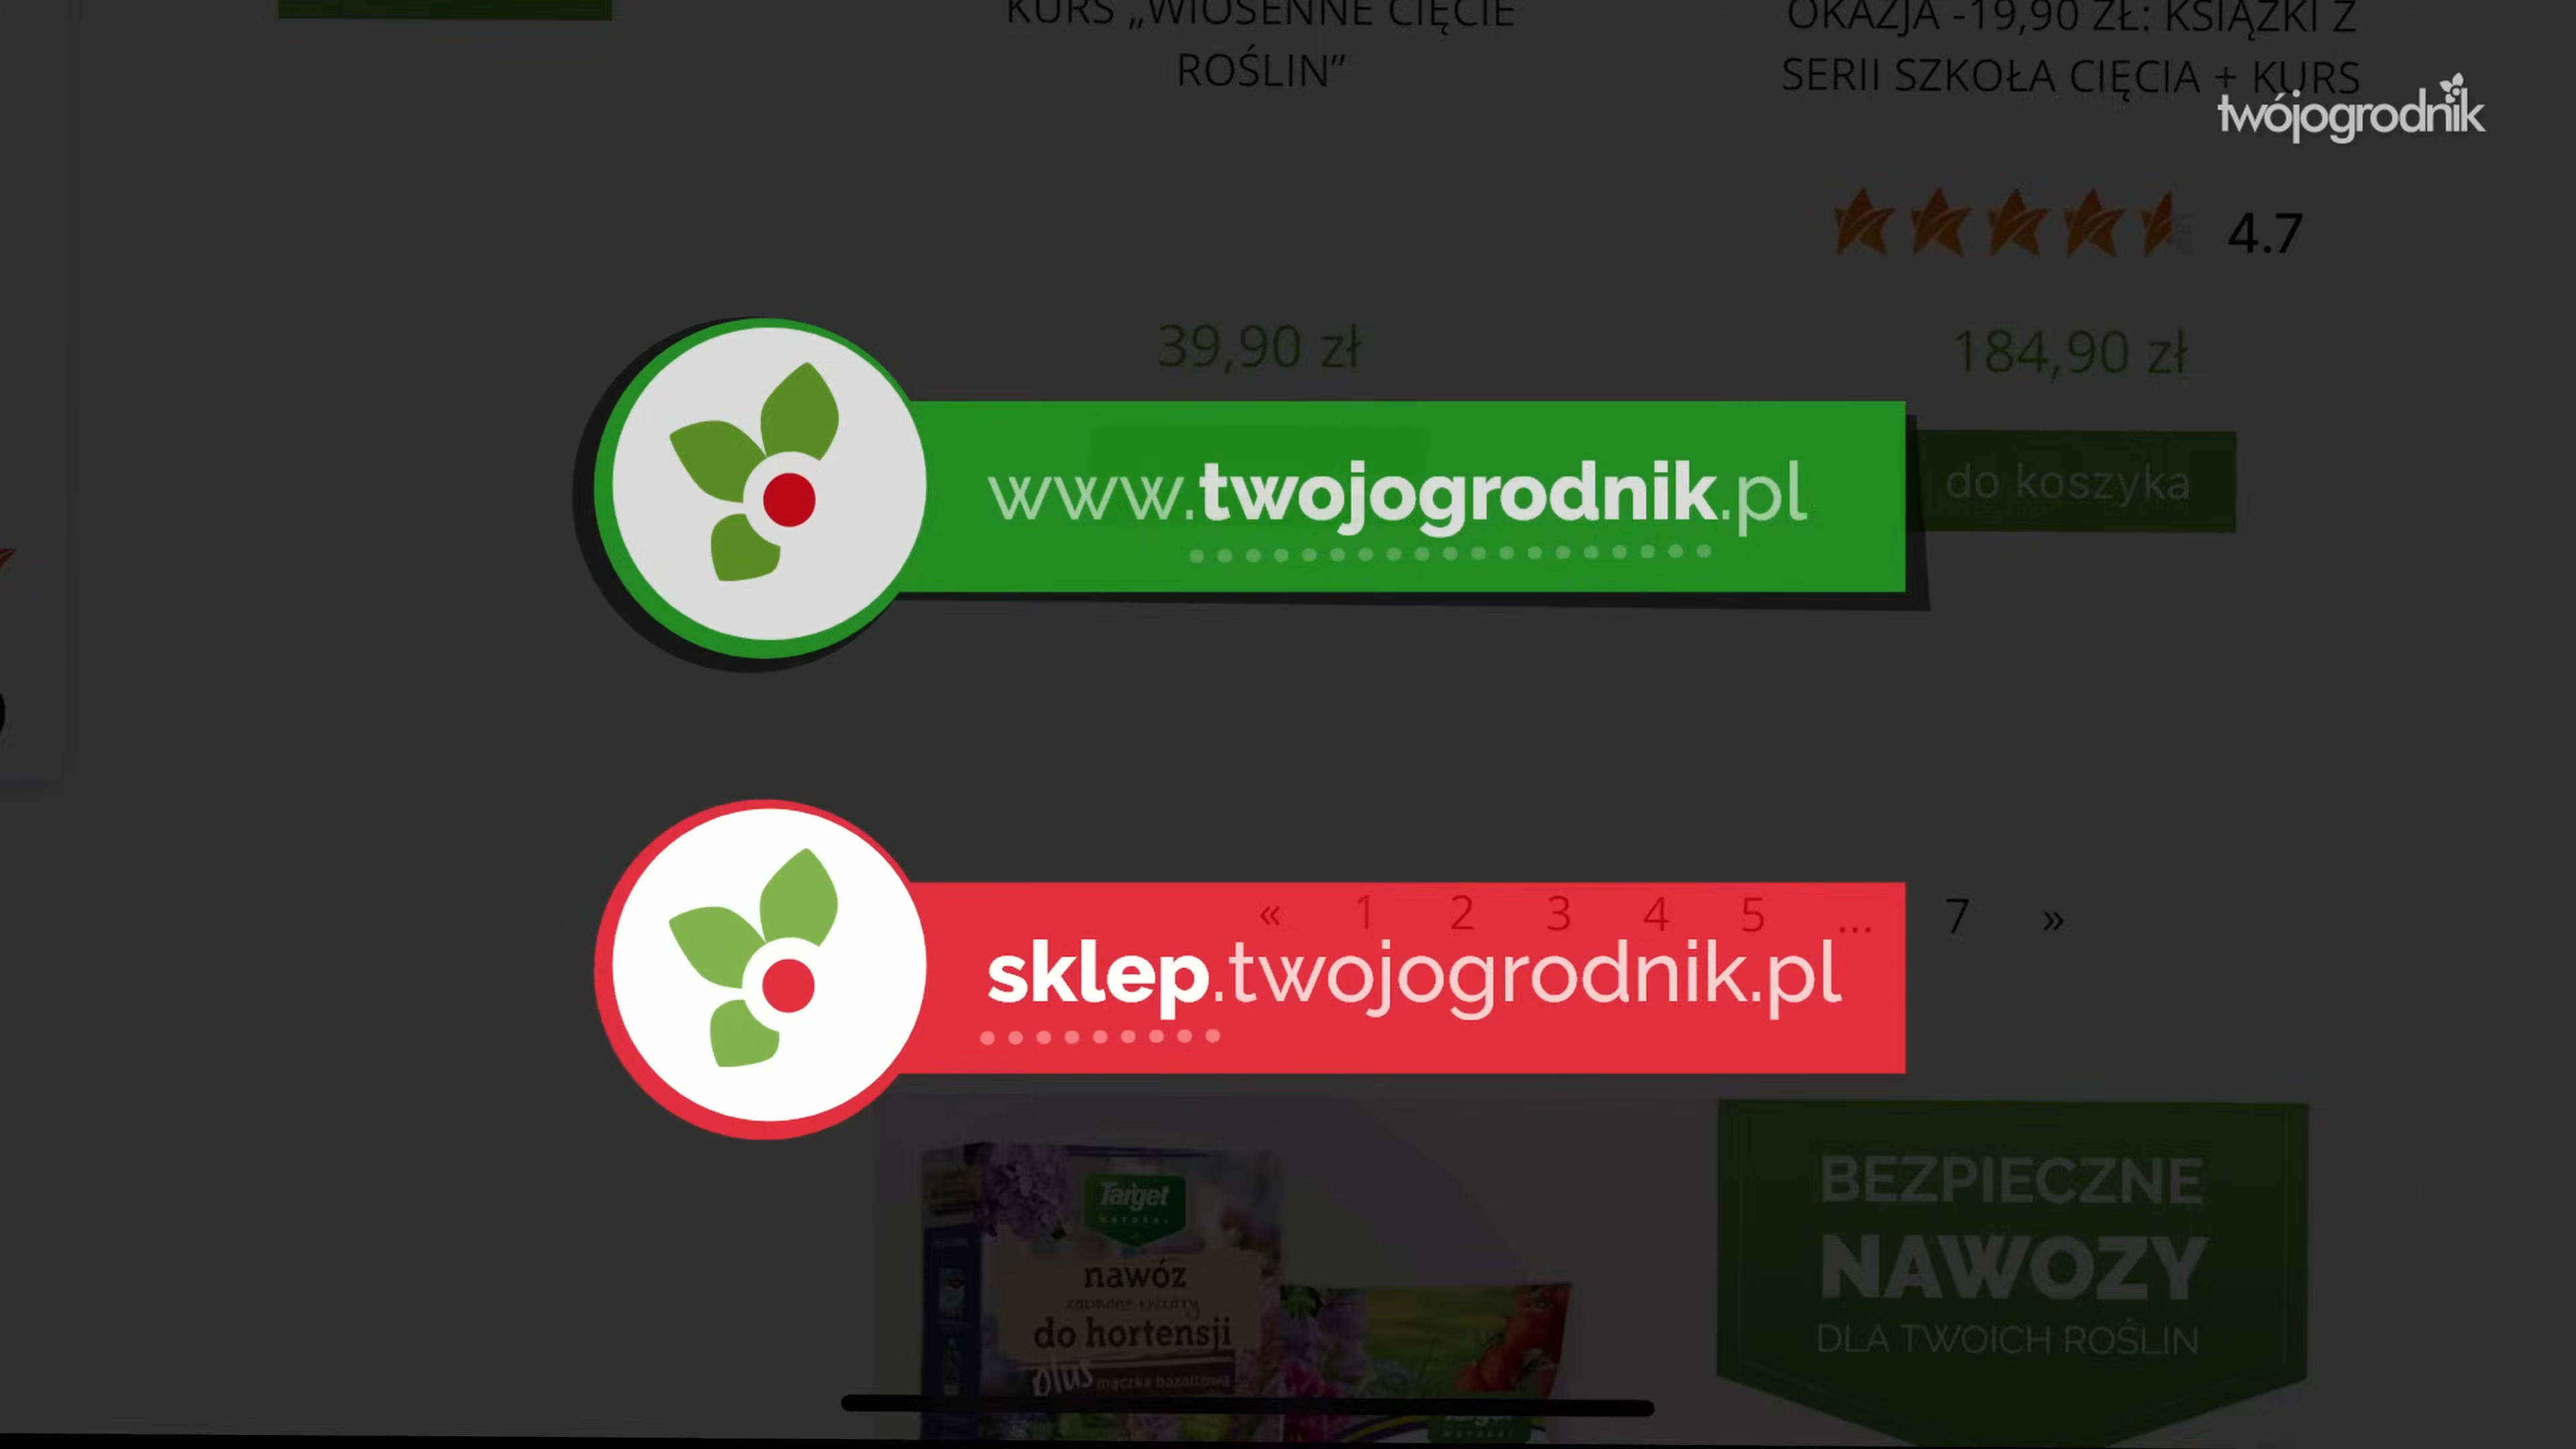 KURS „WIOSENNE CIĘCIE
ROŚLIN”
OKAZJA -19,90 ZŁ: KSIĄŻKI Z
SERII SZKOŁA CIĘCIA + KURS
twójogrodnik
4.7
39,90 zł
184,90 zł
www.twojogrodnik.pl
do koszyka
« 1 2 3 4 5 ... 7 »
sklep.twojogrodnik.pl
Target
NATURAL
nawóz
do hortensji
plus mączka bazaltowa
BEZPIECZNE
NAWOZY
DLA TWOICH ROŚLIN